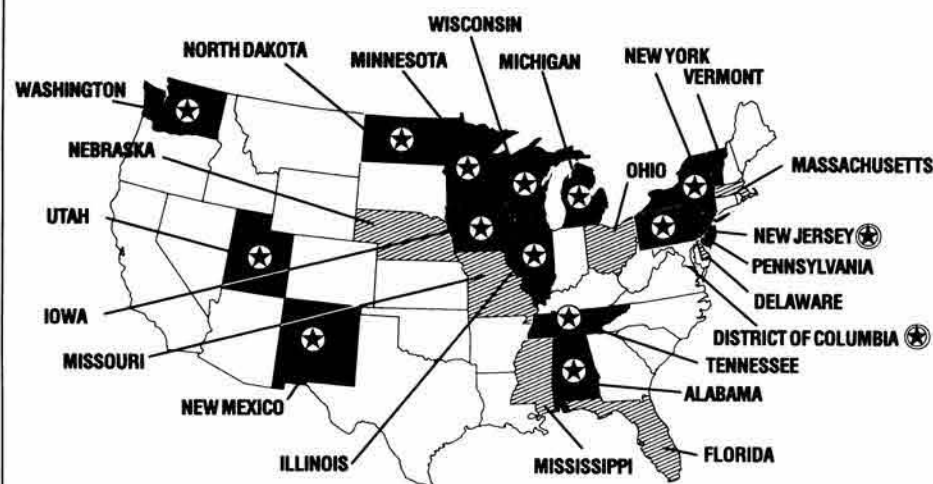 WISCONSIN
NORTH DAKOTA
MINNESOTA
MICHIGAN
NEW YORK
VERMONT
WASHINGTON
NEBRASKA
OHIO
MASSACHUSETTS
UTAH
NEW JERSEY
PENNSYLVANIA
IOWA
DELAWARE
DISTRICT OF COLUMBIA
MISSOURI
TENNESSEE
ALABAMA
NEW MEXICO
ILLINOIS
MISSISSIPPI
FLORIDA